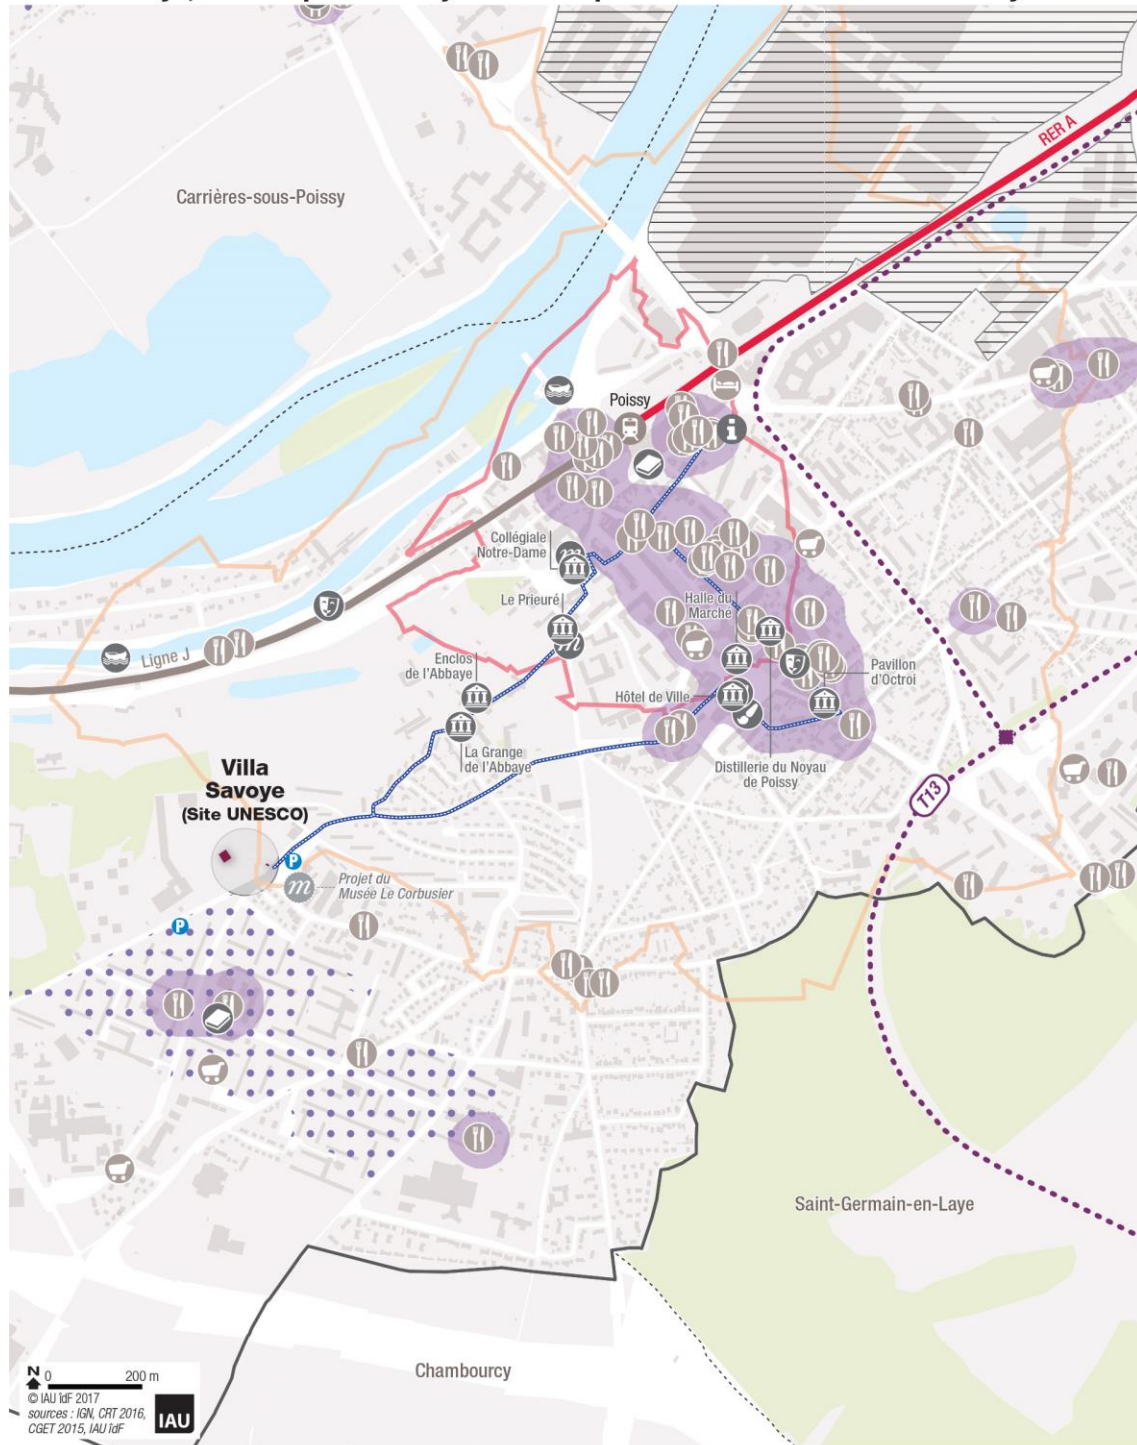 Carrières-sous-Poissy
RER A
Poissy
i
Collégiale
Notre-Dame
m
Le Prieuré
m
Halle du
Marché
Ligne J
Enclos
de l'Abbaye
Pavillon
d'Octroi
Hôtel de Ville
La Grange
de l'Abbaye
Distillerie du Noyau
de Poissy
T13
Villa
Savoye
(Site UNESCO)
P
m
Projet du
Musée Le Corbusier
P
Saint-Germain-en-Laye
Chambourcy
N 0 200 m
© IAU îdF 2017
sources : IGN, CRT 2016,
CGET 2015, IAU îdF
IAU